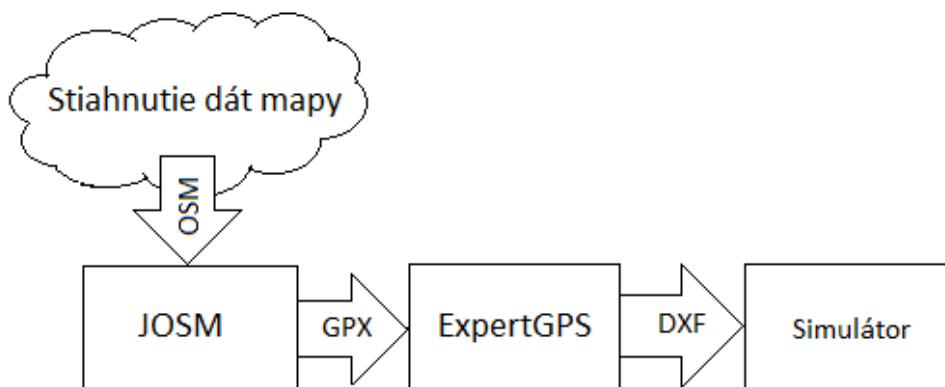 Stiahnutie dát mapy
OSM
JOSM
GPX
ExpertGPS
DXF
Simulátor